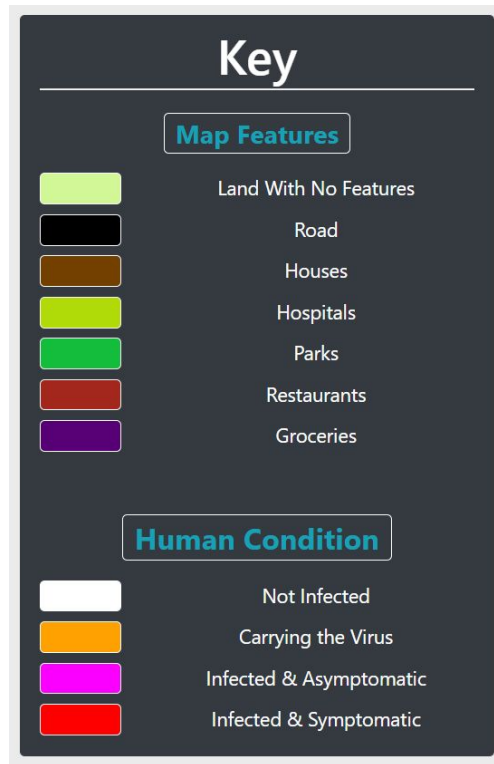 Key
Map Features
Land With No Features
Road
Houses
Hospitals
Parks
Restaurants
Groceries
Human Condition
Not Infected
Carrying the Virus
Infected & Asymptomatic
Infected & Symptomatic